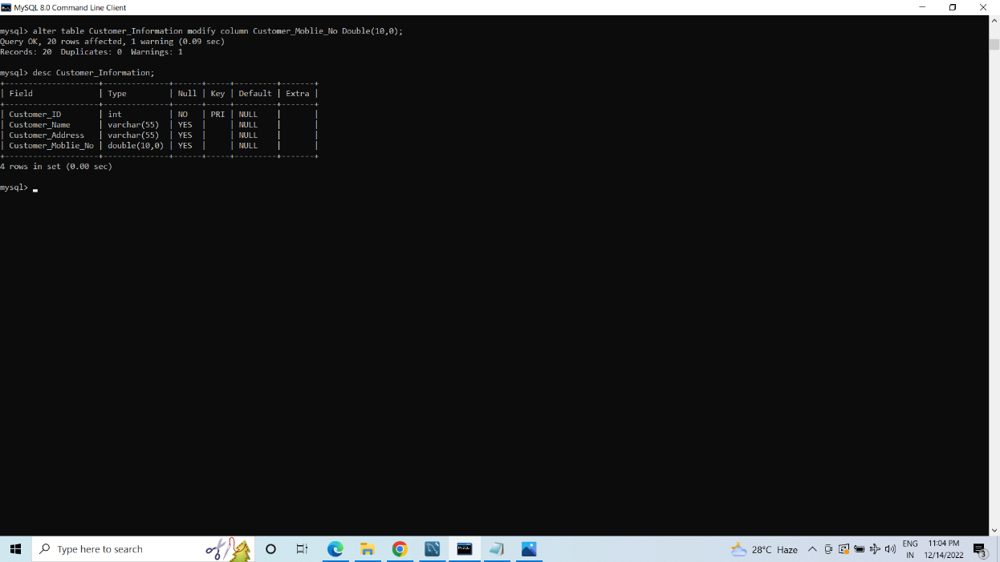 MySQL 8.0 Command Line Client
mysql> alter table Customer_Information modify column Customer_Moblie_No Double(10,0);
Query OK, 20 rows affected, 1 warning (0.09 sec)
Records: 20  Duplicates: 0  Warnings: 1
mysql> desc Customer_Information;
+--------------------+--------------+------+-----+---------+-------+
| Field              | Type         | Null | Key | Default | Extra |
+--------------------+--------------+------+-----+---------+-------+
| Customer_ID        | int          | NO   | PRI | NULL    |       |
| Customer_Name      | varchar(55)  | YES  |     | NULL    |       |
| Customer_Address   | varchar(55)  | YES  |     | NULL    |       |
| Customer_Moblie_No | double(10,0) | YES  |     | NULL    |       |
+--------------------+--------------+------+-----+---------+-------+
4 rows in set (0.00 sec)
mysql>
Type here to search
28°C Haze
ENG
IN
11:04 PM
12/14/2022
3